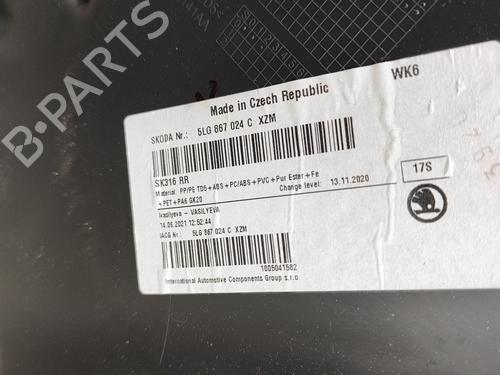 Made in Czech Republic
WK6
SKODA Nr.: 5LG 867 024 C XZM
SK316 RR
Material: PP/PE TD5+ABS+PC/ABS+PVC+Pur Ester+Fe
+PET+PA6 GK20
Change level: 13.11.2020
17S
ivasilyeva - VASILYEVA
14.06.2021 12:52:44
IACG Nr.: 5LG 867 024 C XZM
1005041582
International Automotive Components Group s.r.o
B-PARTS